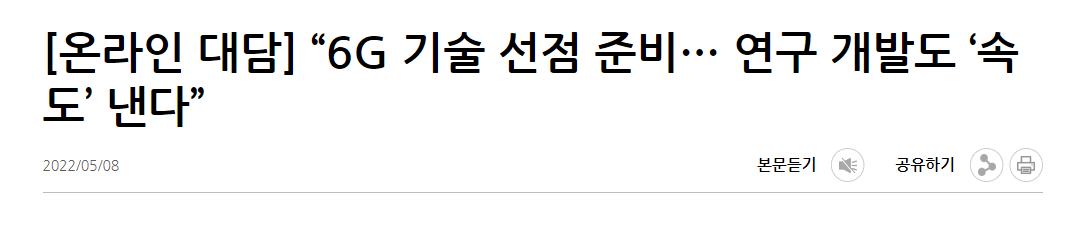 [온라인 대담] “6G 기술 선점 준비… 연구 개발도 ‘속
도’ 낸다”
2022/05/08 본문듣기 공유하기